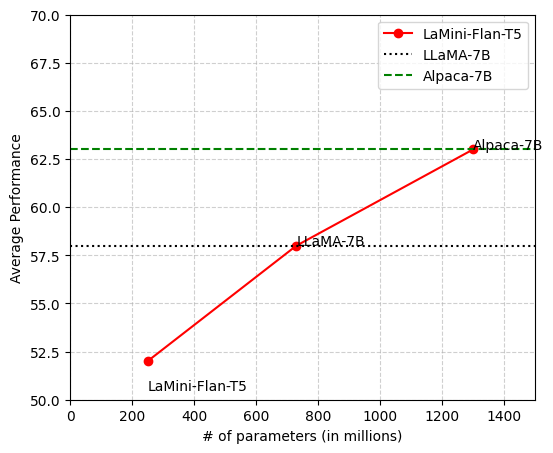 70.0
67.5
65.0
62.5
60.0
57.5
55.0
52.5
50.0
Average Performance
LaMini-Flan-T5
LLaMA-7B
Alpaca-7B
Alpaca-7B
LLaMA-7B
LaMini-Flan-T5
0 200 400 600 800 1000 1200 1400
# of parameters (in millions)